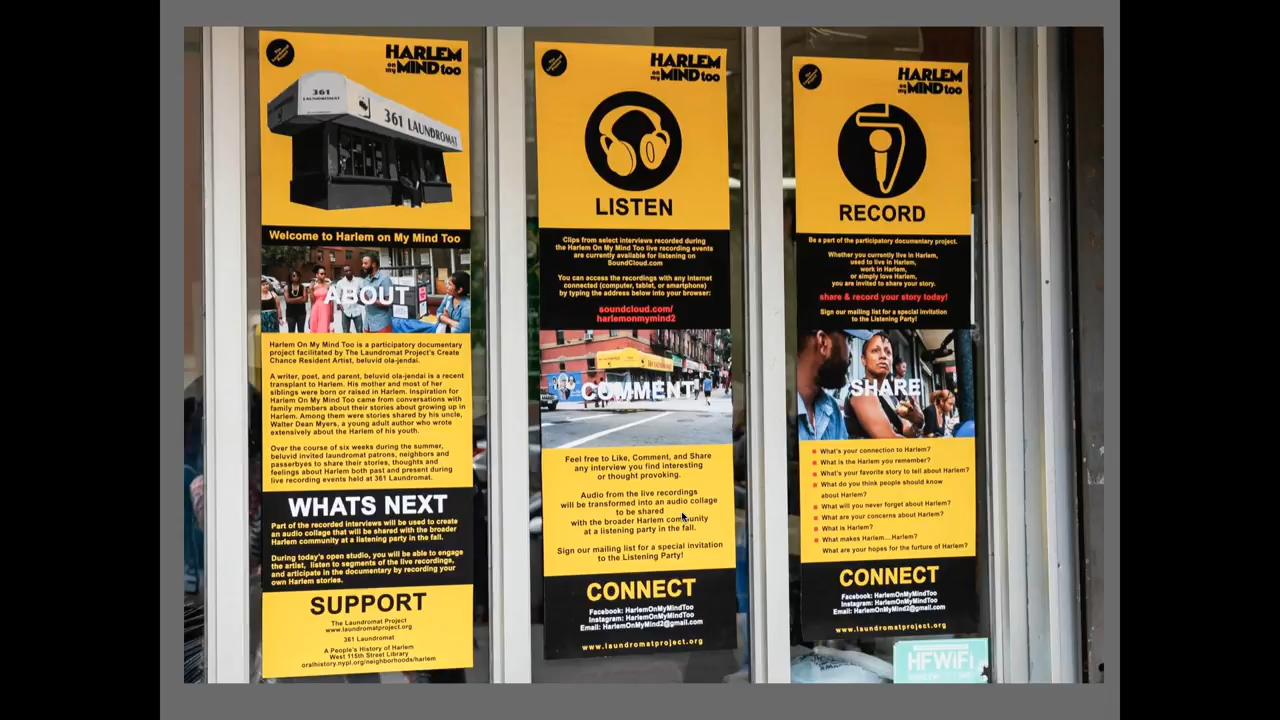 HARLEM
on my MIND too
361
LAUNDROMAT
361 LAUNDROMAT
Welcome to Harlem on My Mind Too
ABOUT
Harlem On My Mind Too is a participatory documentary
project facilitated by The Laundromat Project's Create
Chance Resident Artist, beluvid ola-jendai.
A writer, poet, and parent, beluvid ola-jendai is a recent
transplant to Harlem. His mother and most of her
siblings were born or raised in Harlem. Inspiration for
Harlem On My Mind Too came from conversations with
family members about their stories about growing up in
Harlem. Among them were stories shared by his uncle,
Walter Dean Myers, a young adult author who wrote
extensively about the Harlem of his youth.
Over the course of six weeks during the summer,
beluvid invited laundromat patrons, neighbors and
passerbyes to share their stories, thoughts and
feelings about Harlem both past and present during
live recording events held at 361 Laundromat.
WHATS NEXT
Part of the recorded interviews will be used to create
an audio collage that will be shared with the broader
Harlem community at a listening party in the fall.
During today's open studio, you will be able to engage
the artist, listen to segments of the live recordings,
and anticipate in the documentary by recording your
own Harlem stories.
SUPPORT
The Laundromat Project
www.laundromatproject.org
361 Laundromat
A People's History of Harlem
West 115th Street Library
oralhistory.nypl.org/neighborhoods/harlem
HARLEM
on my MIND too
LISTEN
Clips from select interviews recorded during
the Harlem On My Mind Too live recording events
are currently available for listening on
SoundCloud.com
You can access the recordings with any internet
connected (computer, tablet, or smartphone)
by typing the address below into your browser:
soundcloud.com/
harlemonmymind2
COMMENT
Feel free to Like, Comment, and Share
any interview you find interesting
or thought provoking.
Audio from the live recordings
will be transformed into an audio collage
to be shared
with the broader Harlem community
at a listening party in the fall.
Sign our mailing list for a special invitation
to the Listening Party!
CONNECT
Facebook: HarlemOnMyMindToo
Instagram: HarlemOnMyMindToo
Email: HarlemOnMyMind2@gmail.com
www.laundromatproject.org
HARLEM
on my MIND too
RECORD
Be a part of the participatory documentary project.
Whether you currently live in Harlem,
used to live in Harlem,
work in Harlem,
or simply love Harlem,
you are invited to share your story.
share & record your story today!
Sign our mailing list for a special invitation
to the Listening Party!
SHARE
What's your connection to Harlem?
What is the Harlem you remember?
What's your favorite story to tell about Harlem?
What do you think people should know
about Harlem?
What will you never forget about Harlem?
What are your concerns about Harlem?
What is Harlem?
What makes Harlem....Harlem?
What are your hopes for the furture of Harlem?
CONNECT
Facebook: HarlemOnMyMindToo
Instagram: HarlemOnMyMindToo
Email: HarlemOnMyMind2@gmail.com
www.laundromatproject.org
HFWiFi